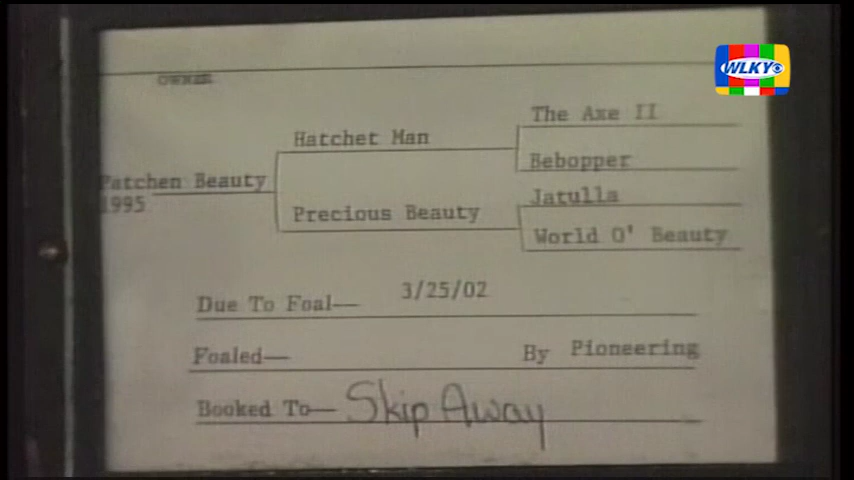 WLKY
OWNER
The Axe II
Hatchet Man
Bebopper
Patchen Beauty
1995
Jatulla
Precious Beauty
World O' Beauty
Due To Foal— 3/25/02
Foaled— By Pioneering
Booked To— Skip Away